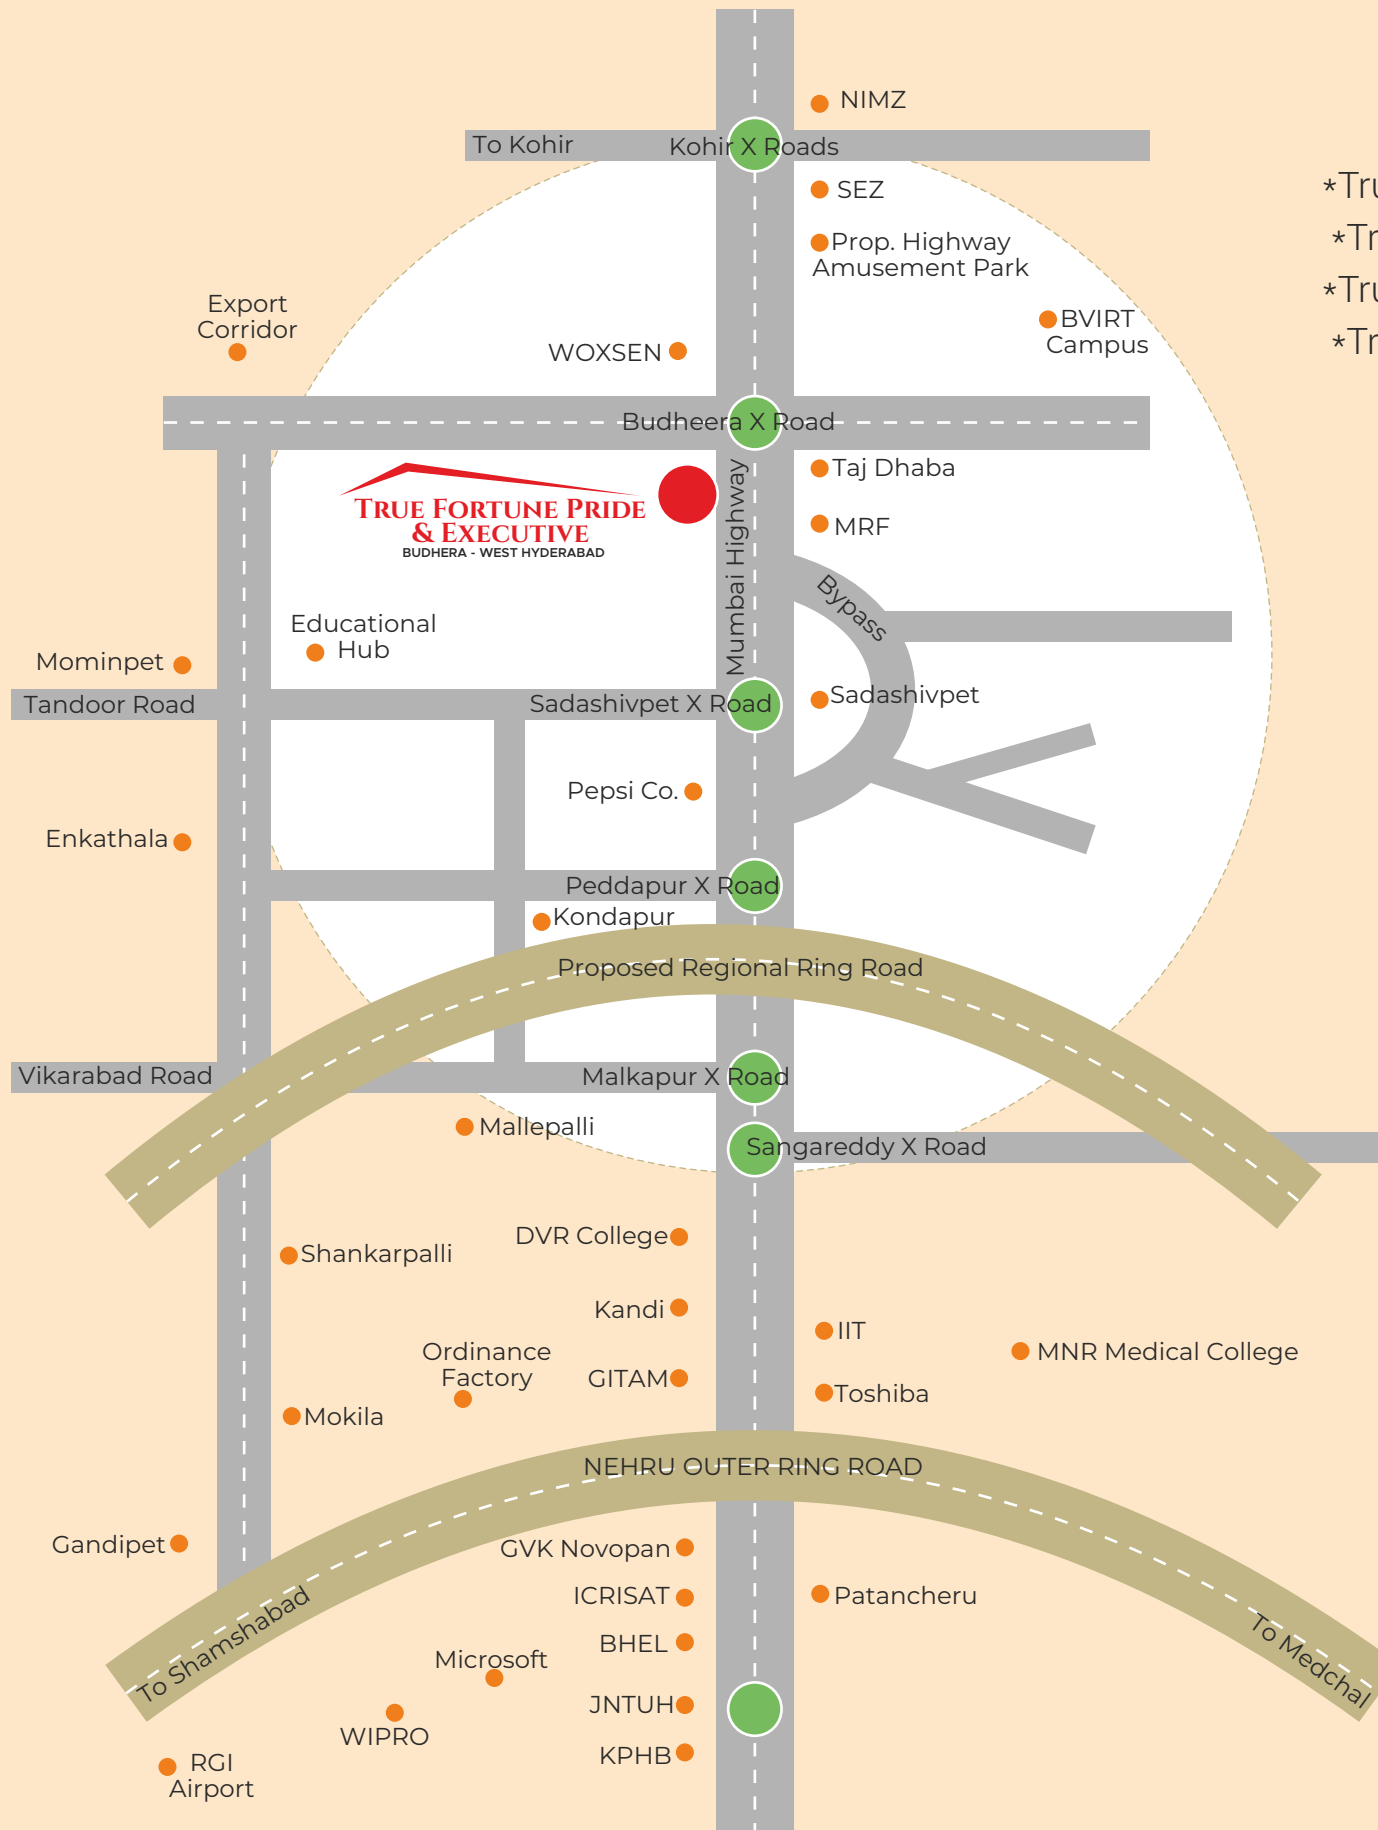 NIMZ
To Kohir
Kohir X Roads
SEZ
Prop. Highway
Amusement Park
Export
Corridor
WOXSEN
BVIRT
Campus
Budheera X Road
TRUE FORTUNE PRIDE
& EXECUTIVE
BUDHERA - WEST HYDERABAD
Mumbai Highway
Taj Dhaba
MRF
Bypass
Educational
Hub
Mominpet
Tandoor Road
Sadashivpet X Road
Sadashivpet
Pepsi Co.
Enkathala
Peddapur X Road
Kondapur
Proposed Regional Ring Road
Vikarabad Road
Malkapur X Road
Mallepalli
Sangareddy X Road
DVR College
Shankarpalli
Kandi
IIT
MNR Medical College
Ordinance
Factory
GITAM
Toshiba
Mokila
NEHRU OUTER RING ROAD
Gandipet
GVK Novopan
ICRISAT
Patancheru
To Shamshabad
To Medchal
BHEL
Microsoft
JNTUH
WIPRO
KPHB
RGI
Airport